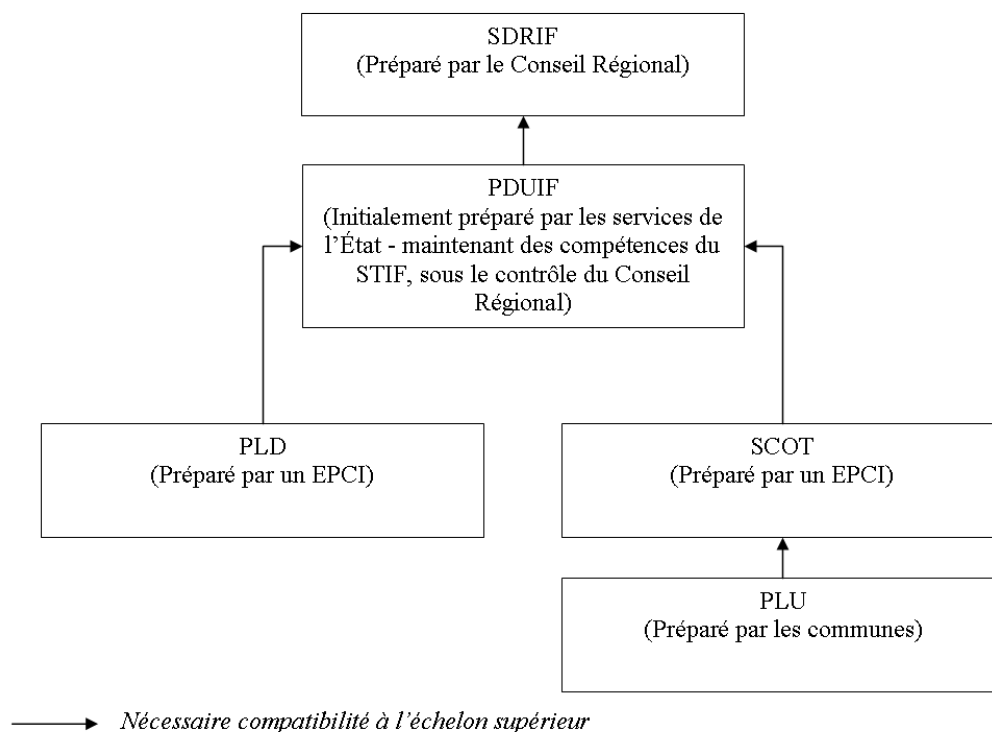 SDRIF
(Préparé par le Conseil Régional)
PDUIF
(Initialement préparé par les services de
l'État - maintenant des compétences du
STIF, sous le contrôle du Conseil
Régional)
PLD
(Préparé par un EPCI)
SCOT
(Préparé par un EPCI)
PLU
(Préparé par les communes)
Nécessaire compatibilité à l'échelon supérieur